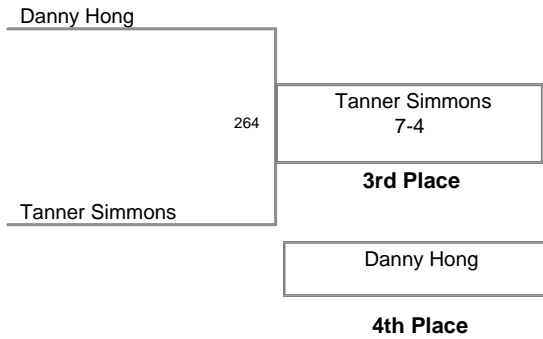 Danny Hong
264
Tanner Simmons
7-4
3rd Place
Tanner Simmons
Danny Hong
4th Place